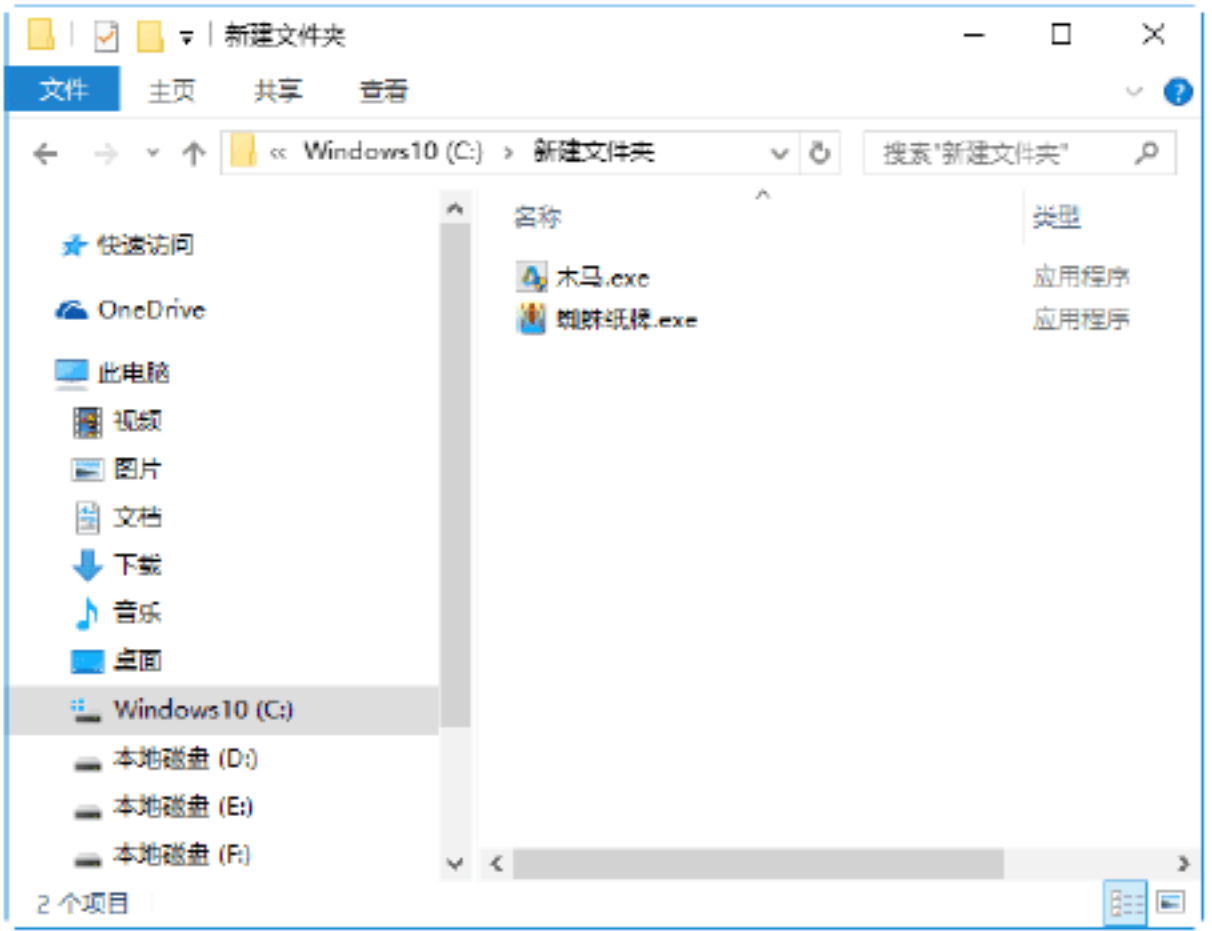 新建文件夹
文件 主页 共享 查看 ?
« Windows10 (C:) › 新建文件夹 搜索"新建文件夹"
名称 类型
快速访问
木马.exe 应用程序
OneDrive
蜘蛛纸牌.exe 应用程序
此电脑
视频
图片
文档
下载
音乐
桌面
Windows10 (C:)
本地磁盘 (D:)
本地磁盘 (E:)
本地磁盘 (F:)
2 个项目